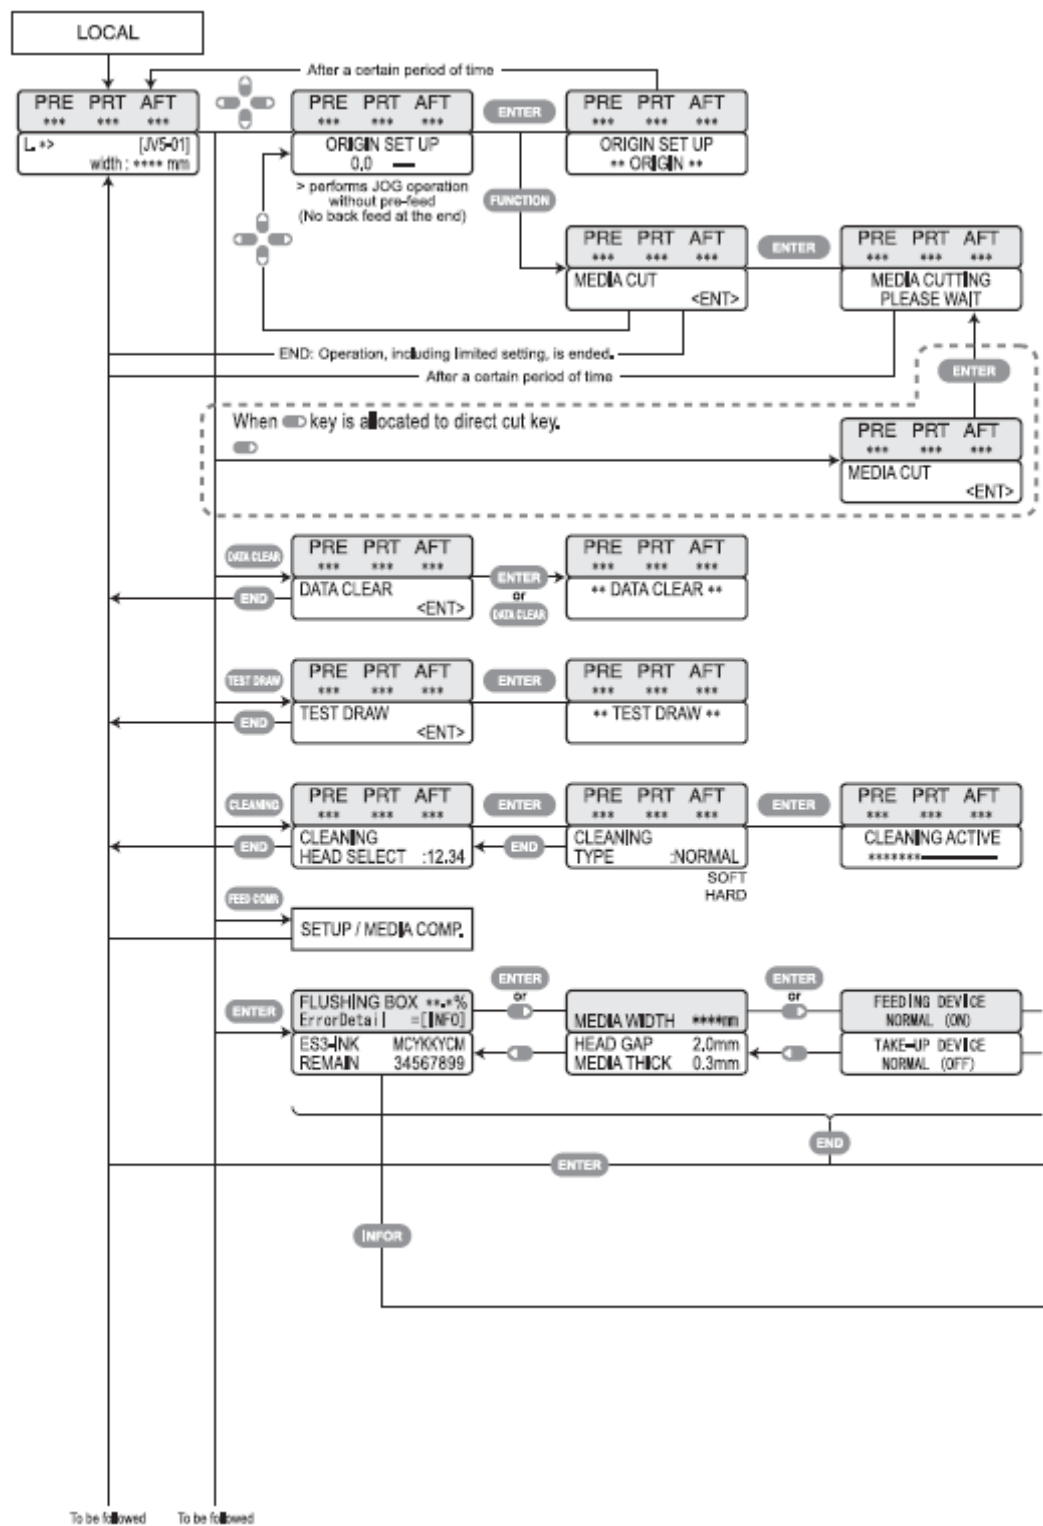 LOCAL
After a certain period of time
PRE PRT AFT
*** *** ***
L.*> [JV5-01]
width : **** mm
PRE PRT AFT
*** *** ***
ORIGIN SET UP
0,0
> performs JOG operation
without pre-feed
(No back feed at the end)
ENTER
PRE PRT AFT
*** *** ***
ORIGIN SET UP
** ORIGIN **
FUNCTION
PRE PRT AFT
*** *** ***
MEDIA CUT
<ENT>
ENTER
PRE PRT AFT
*** *** ***
MEDIA CUTTING
PLEASE WAIT
END: Operation, including limited setting, is ended.
After a certain period of time
ENTER
When key is allocated to direct cut key.
PRE PRT AFT
*** *** ***
MEDIA CUT
<ENT>
DATA CLEAR
END
PRE PRT AFT
*** *** ***
DATA CLEAR
<ENT>
ENTER
or
DATA CLEAR
PRE PRT AFT
*** *** ***
** DATA CLEAR **
TEST DRAW
END
PRE PRT AFT
*** *** ***
TEST DRAW
<ENT>
ENTER
PRE PRT AFT
*** *** ***
** TEST DRAW **
CLEANING
END
PRE PRT AFT
*** *** ***
CLEANING
HEAD SELECT :12.34
ENTER
END
PRE PRT AFT
*** *** ***
CLEANING
TYPE :NORMAL
SOFT
HARD
ENTER
PRE PRT AFT
*** *** ***
CLEANING ACTIVE
*******
FEED COMP.
SETUP / MEDIA COMP.
ENTER
FLUSHING BOX **.*%
ErrorDetail =[INFO]
ES3-INK MCYKKYCM
REMAIN 34567899
ENTER
or
MEDIA WIDTH ****mm
HEAD GAP 2.0mm
MEDIA THICK 0.3mm
ENTER
or
FEEDING DEVICE
NORMAL (ON)
TAKE-UP DEVICE
NORMAL (OFF)
END
ENTER
INFOR
To be followed To be followed